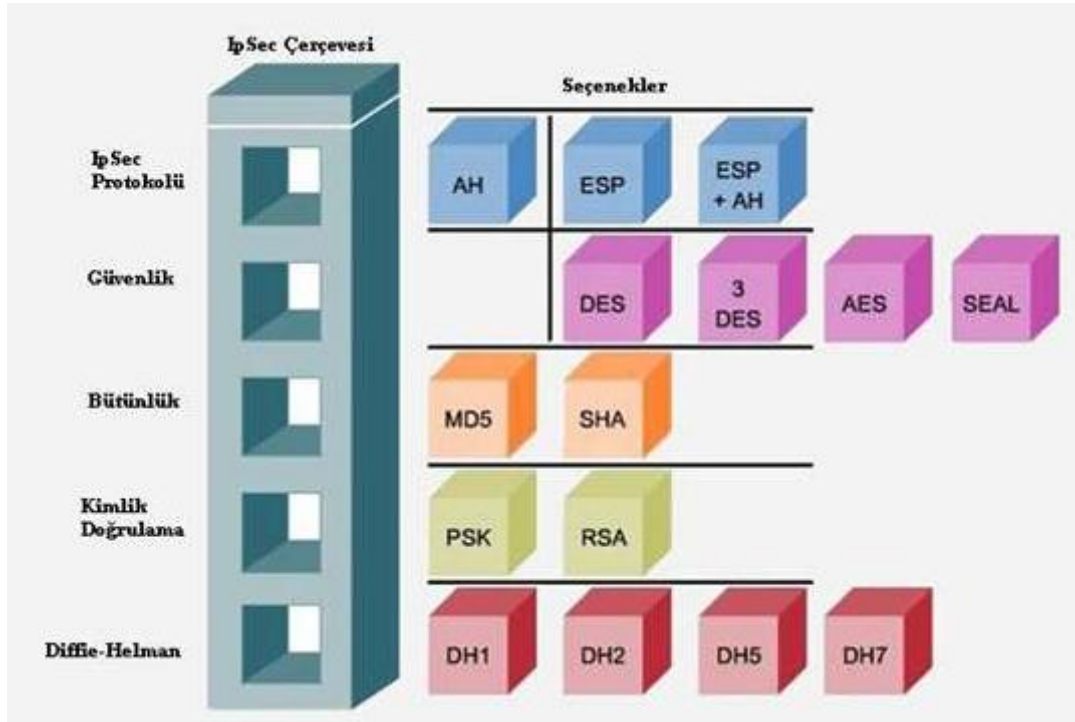 IpSec Çerçevesi
Seçenekler
IpSec
Protokolü
AH
ESP
ESP
+ AH
Güvenlik
DES
3
DES
AES
SEAL
Bütünlük
MD5
SHA
Kimlik
Doğrulama
PSK
RSA
Diffie-Helman
DH1
DH2
DH5
DH7